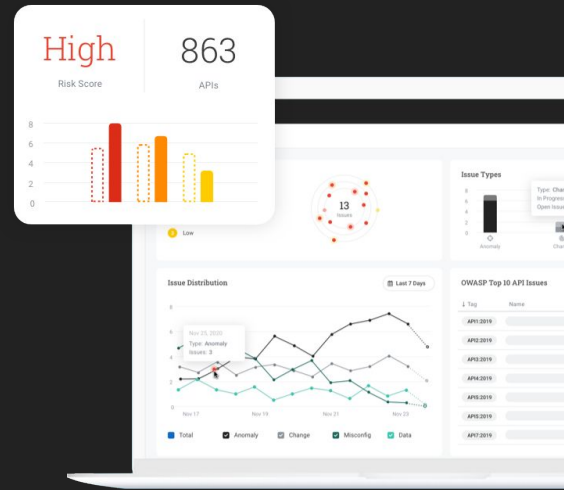 High
863
Risk Score
APIs
8
6
4
2
0
13
Issues
Low
Issue Types
8
6
4
2
0
Anomaly
Type:
In Progress
Open Issue
Issue Distribution
Last 7 Days
8
6
4
2
0
Nov 23, 2020
Type: Anomaly
Issues: 3
Nov 17
Nov 19
Nov 21
Nov 23
Total
Anomaly
Change
Misconfig
Data
OWASP Top 10 API Issues
↓ Tag
Name
API1:2019
API2:2019
API3:2019
API4:2019
API5:2019
API5:2019
API7:2019